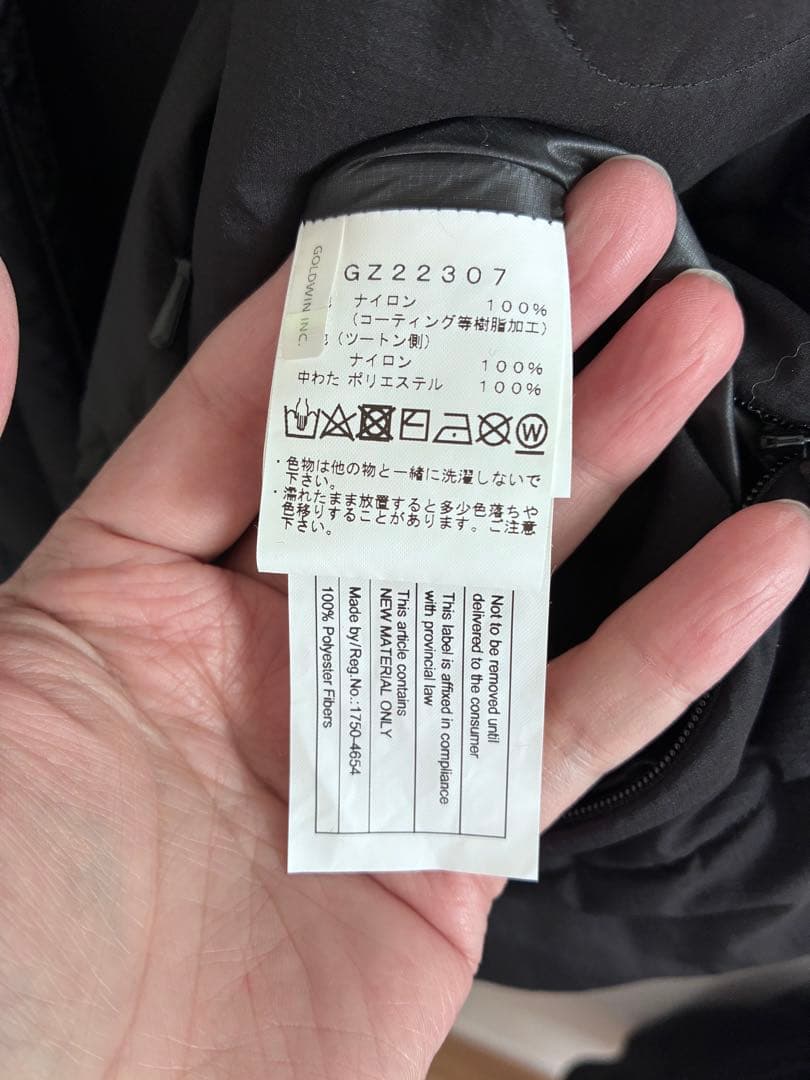 GOLDWIN INC.
GZ22307
ナイロン 100%
(コーティング等樹脂加工)
(ツートン側)
ナイロン 100%
中わた ポリエステル 100%
W
・色物は他の物と一緒に洗濯しないで
下さい。
・濡れたまま放置すると多少色落ちや
色移りすることがあります。ご注意
下さい。
Not to be removed until
delivered to the consumer
This label is affixed in compliance
with provincial law
This article contains
NEW MATERIAL ONLY
Made by/Reg.No.:1750-4654
100% Polyester Fibers